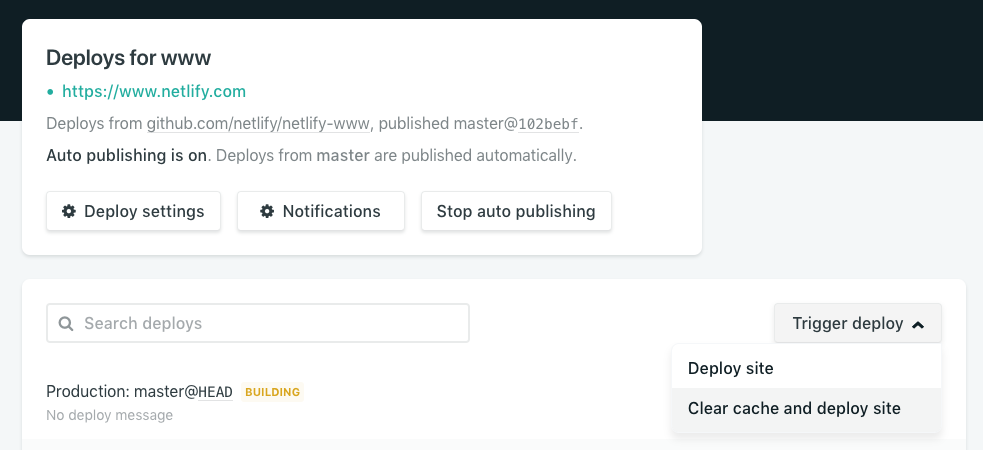 Deploys for www
• https://www.netlify.com
Deploys from github.com/netlify/netlify-www, published master@102bebf.
Auto publishing is on. Deploys from master are published automatically.
Deploy settings Notifications Stop auto publishing
Search deploys Trigger deploy
Deploy site
Production: master@HEAD BUILDING
Clear cache and deploy site
No deploy message